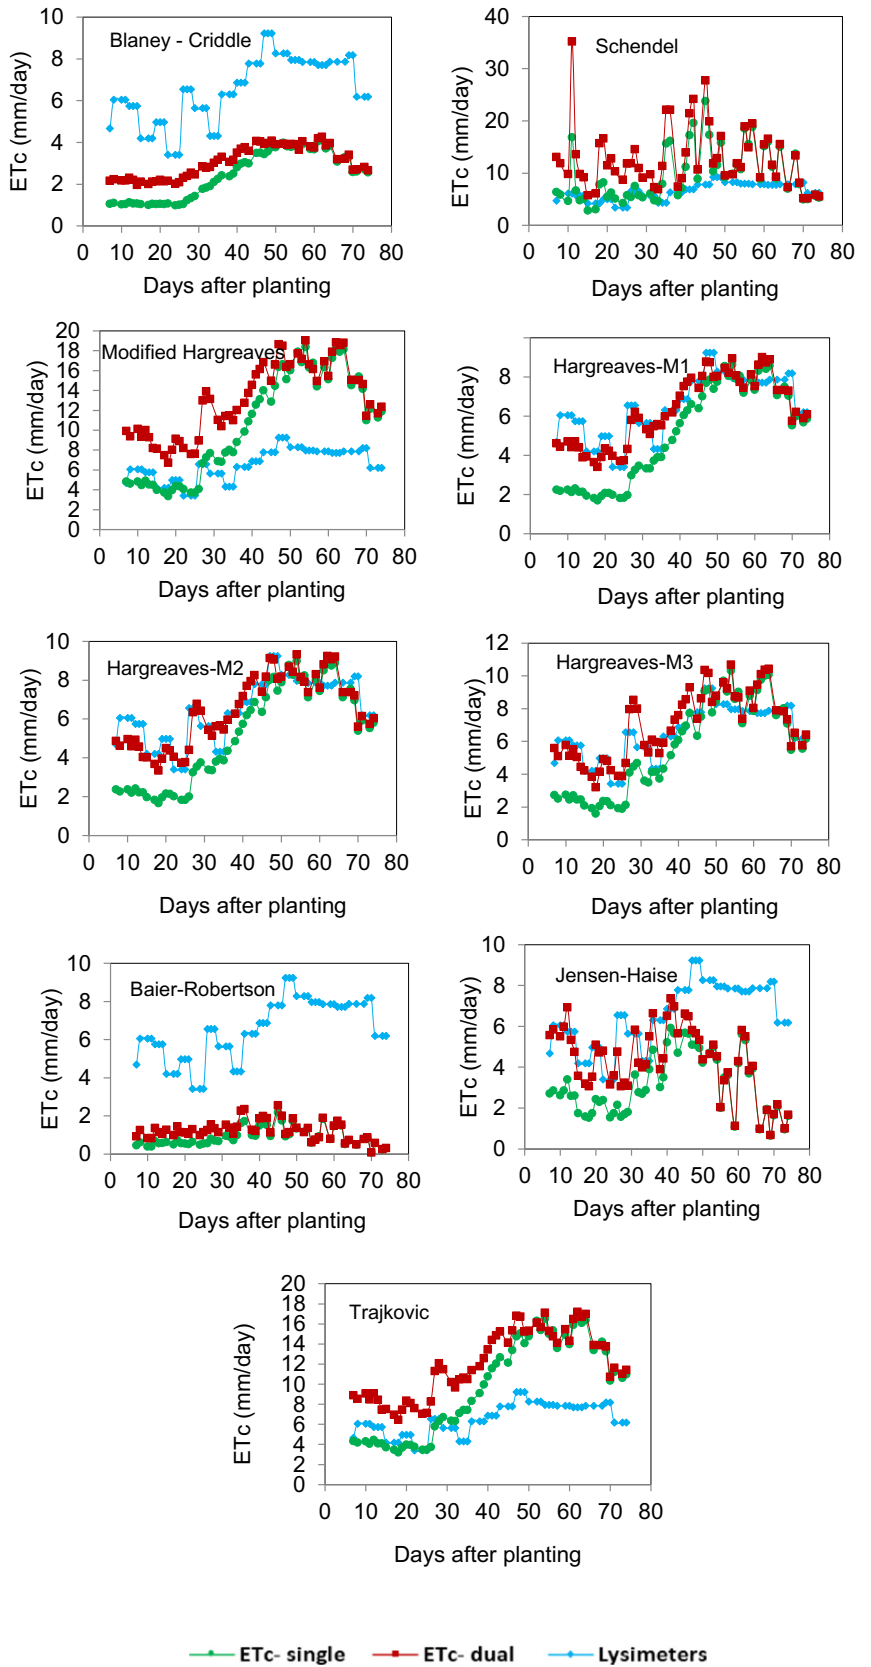 Blaney - Criddle
ETc (mm/day)
10
8
6
4
2
0
0 10 20 30 40 50 60 70 80
Days after planting
Schendel
ETc (mm/day)
40
30
20
10
0
0 10 20 30 40 50 60 70 80
Days after planting
Modified Hargreaves
ETc (mm/day)
20
18
16
14
12
10
8
6
4
2
0
0 10 20 30 40 50 60 70 80
Days after planting
Hargreaves-M1
ETc (mm/day)
8
6
4
2
0
0 10 20 30 40 50 60 70 80
Days after planting
Hargreaves-M2
ETc (mm/day)
10
8
6
4
2
0
0 10 20 30 40 50 60 70 80
Days after planting
Hargreaves-M3
ETc (mm/day)
12
10
8
6
4
2
0
0 10 20 30 40 50 60 70 80
Days after planting
Baier-Robertson
ETc (mm/day)
10
8
6
4
2
0
0 10 20 30 40 50 60 70 80
Days after planting
Jensen-Haise
ETc (mm/day)
10
8
6
4
2
0
0 10 20 30 40 50 60 70 80
Days after planting
Trajkovic
ETc (mm/day)
20
18
16
14
12
10
8
6
4
2
0
0 10 20 30 40 50 60 70 80
Days after planting
ETc- single ETc- dual Lysimeters